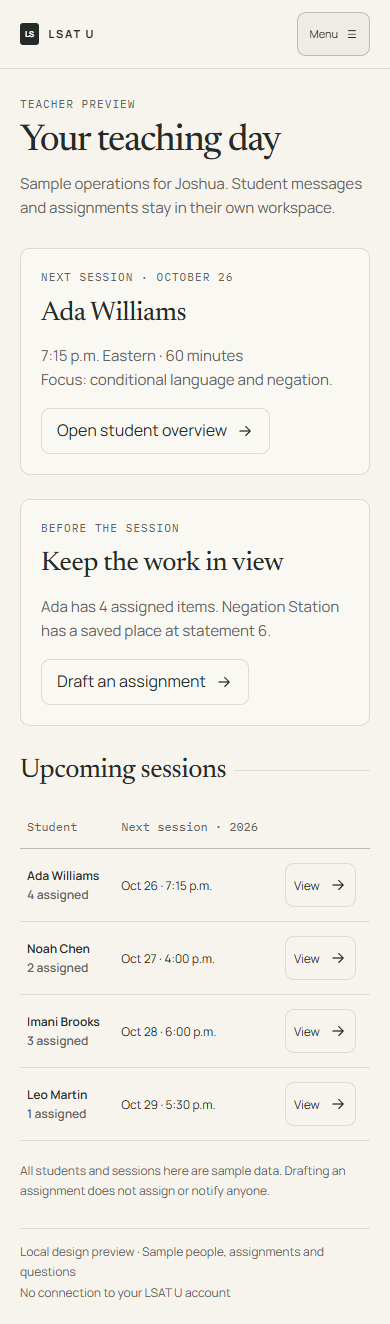 LS LSAT U
Menu ☰
TEACHER PREVIEW
Your teaching day
Sample operations for Joshua. Student messages
and assignments stay in their own workspace.
NEXT SESSION · OCTOBER 26
Ada Williams
7:15 p.m. Eastern · 60 minutes
Focus: conditional language and negation.
Open student overview →
BEFORE THE SESSION
Keep the work in view
Ada has 4 assigned items. Negation Station
has a saved place at statement 6.
Draft an assignment →
Upcoming sessions
Student Next session · 2026
Ada Williams
4 assigned
Oct 26 · 7:15 p.m.
View →
Noah Chen
2 assigned
Oct 27 · 4:00 p.m.
View →
Imani Brooks
3 assigned
Oct 28 · 6:00 p.m.
View →
Leo Martin
1 assigned
Oct 29 · 5:30 p.m.
View →
All students and sessions here are sample data. Drafting an
assignment does not assign or notify anyone.
Local design preview · Sample people, assignments and
questions
No connection to your LSAT U account